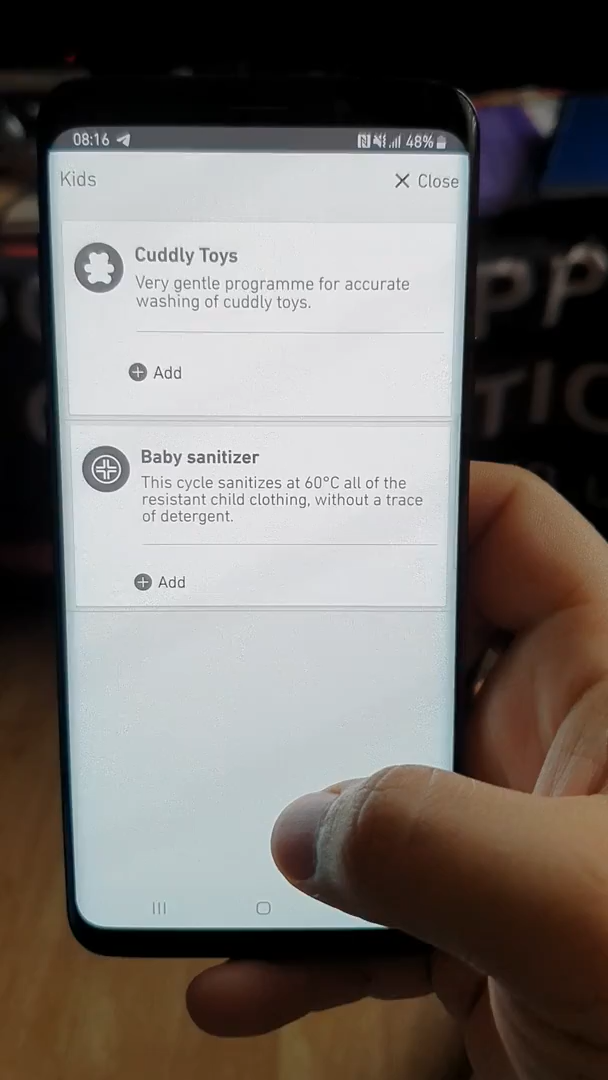 08:16 48%
Kids Close
Cuddly Toys
Very gentle programme for accurate
washing of cuddly toys.
Add
Baby sanitizer
This cycle sanitizes at 60°C all of the
resistant child clothing, without a trace
of detergent.
Add